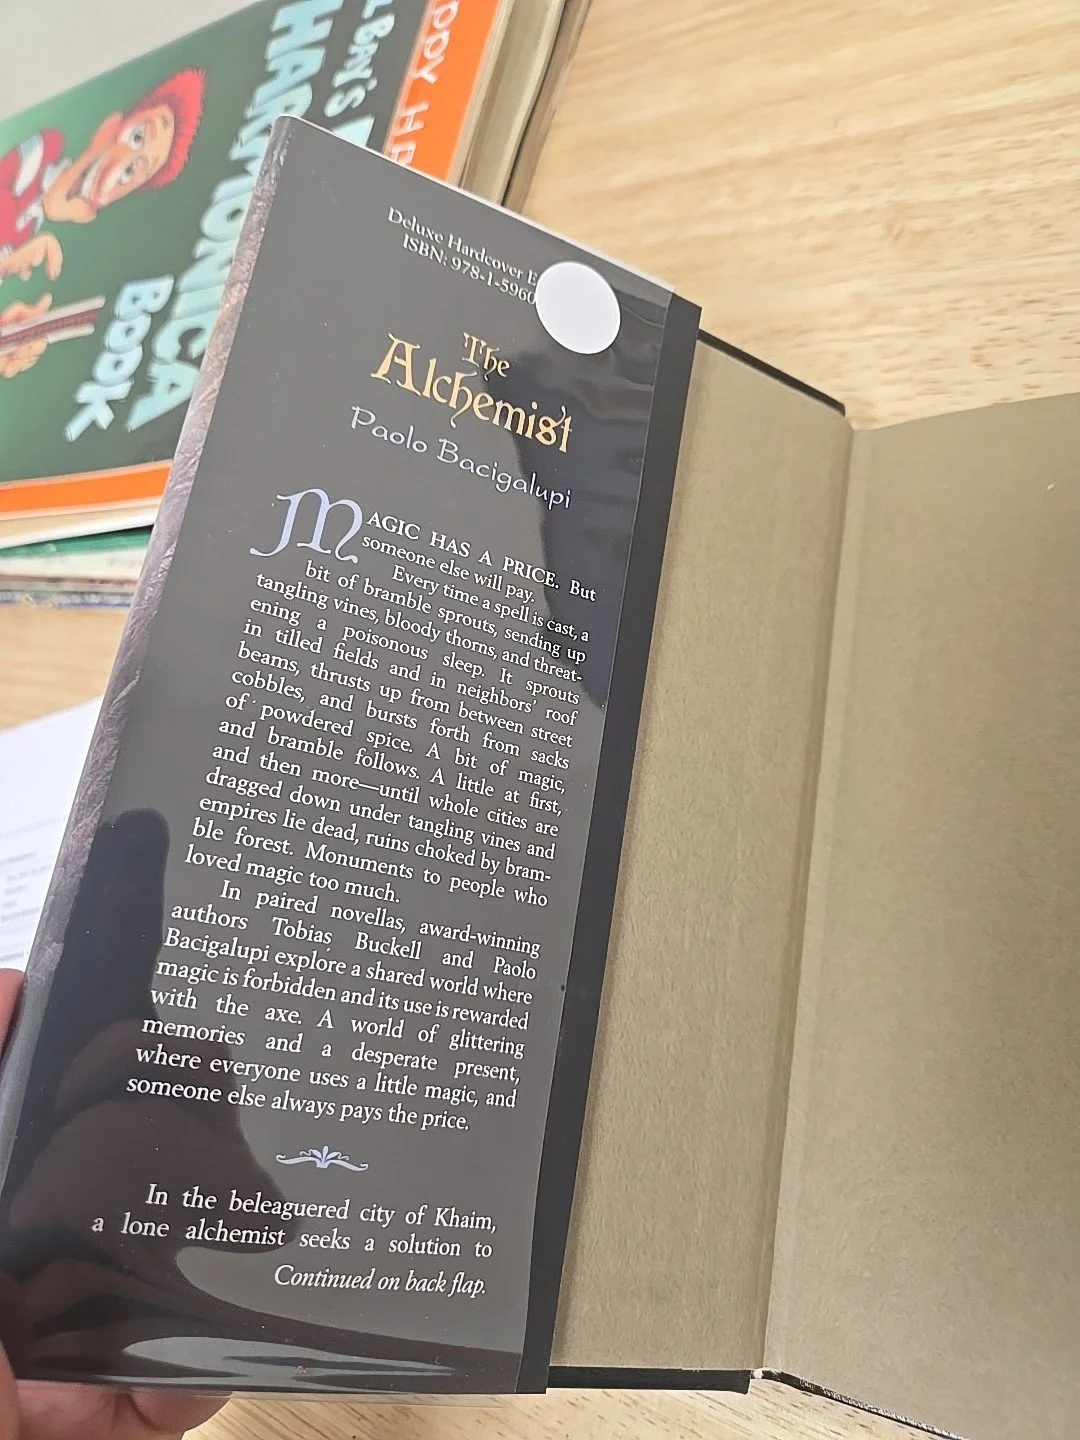 Deluxe Hardcover E
ISBN: 978-1-5960
The
Alchemist
Paolo Bacigalupi
MAGIC HAS A PRICE. But
someone else will pay.
Every time a spell is cast, a
bit of bramble sprouts, sending up
tangling vines, bloody thorns, and threat-
ening a poisonous sleep. It sprouts
in tilled fields and in neighbors' roof
beams, thrusts up from between street
cobbles, and bursts forth from sacks
of powdered spice. A bit of magic,
and bramble follows. A little at first,
and then more—until whole cities are
dragged down under tangling vines and
empires lie dead, ruins choked by bram-
ble forest. Monuments to people who
loved magic too much.
In paired novellas, award-winning
authors Tobias Buckell and Paolo
Bacigalupi explore a shared world where
magic is forbidden and its use is rewarded
with the axe. A world of glittering
memories and a desperate present,
where everyone uses a little magic, and
someone else always pays the price.
In the beleaguered city of Khaim,
a lone alchemist seeks a solution to
Continued on back flap.
L BAY'S
HARMONICA
BOOK
PPY H